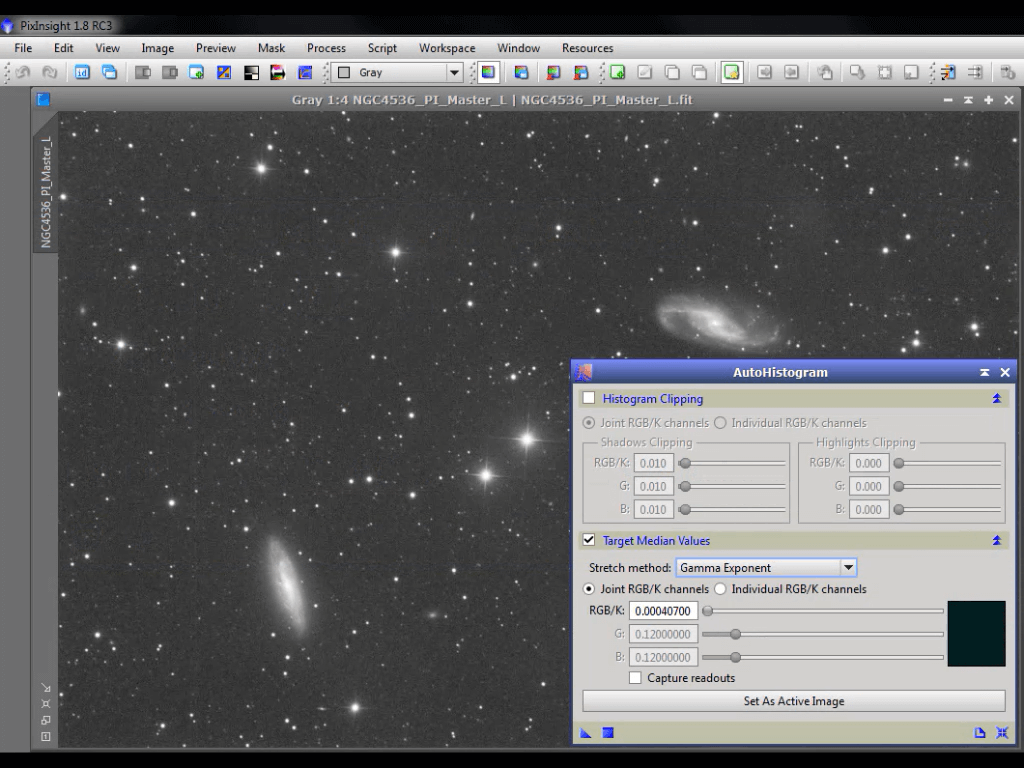 PixInsight 1.8 RC3
File Edit View Image Preview Mask Process Script Workspace Window Resources
Gray
Gray 1:4 NGC4536_PI_Master_L | NGC4536_PI_Master_L.fit
NGC4536_PI_Master_L
AutoHistogram
Histogram Clipping
Joint RGB/K channels Individual RGB/K channels
Shadows Clipping Highlights Clipping
RGB/K: 0.010 RGB/K: 0.000
G: 0.010 G: 0.000
B: 0.010 B: 0.000
Target Median Values
Stretch method: Gamma Exponent
Joint RGB/K channels Individual RGB/K channels
RGB/K: 0.00040700
G: 0.12000000
B: 0.12000000
Capture readouts
Set As Active Image